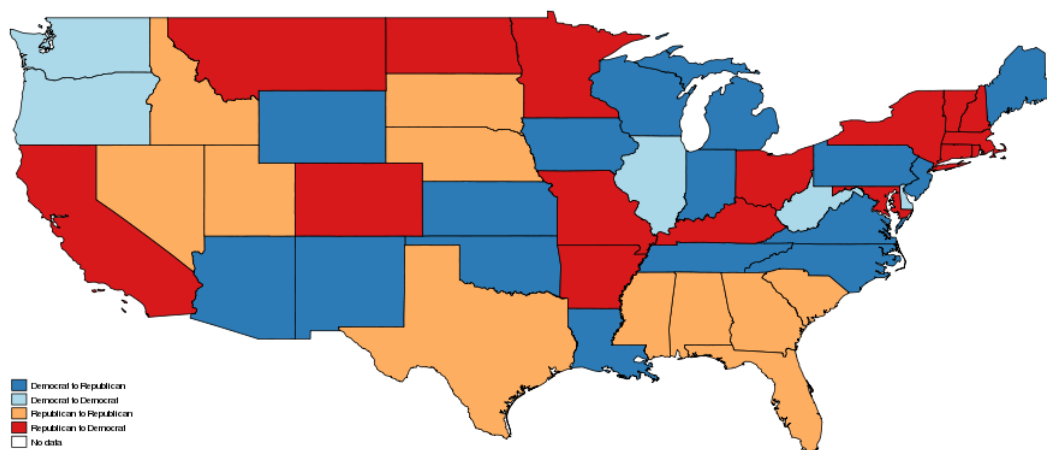 Democrat to Republican
Democrat to Democrat
Republican to Republican
Republican to Democrat
No data